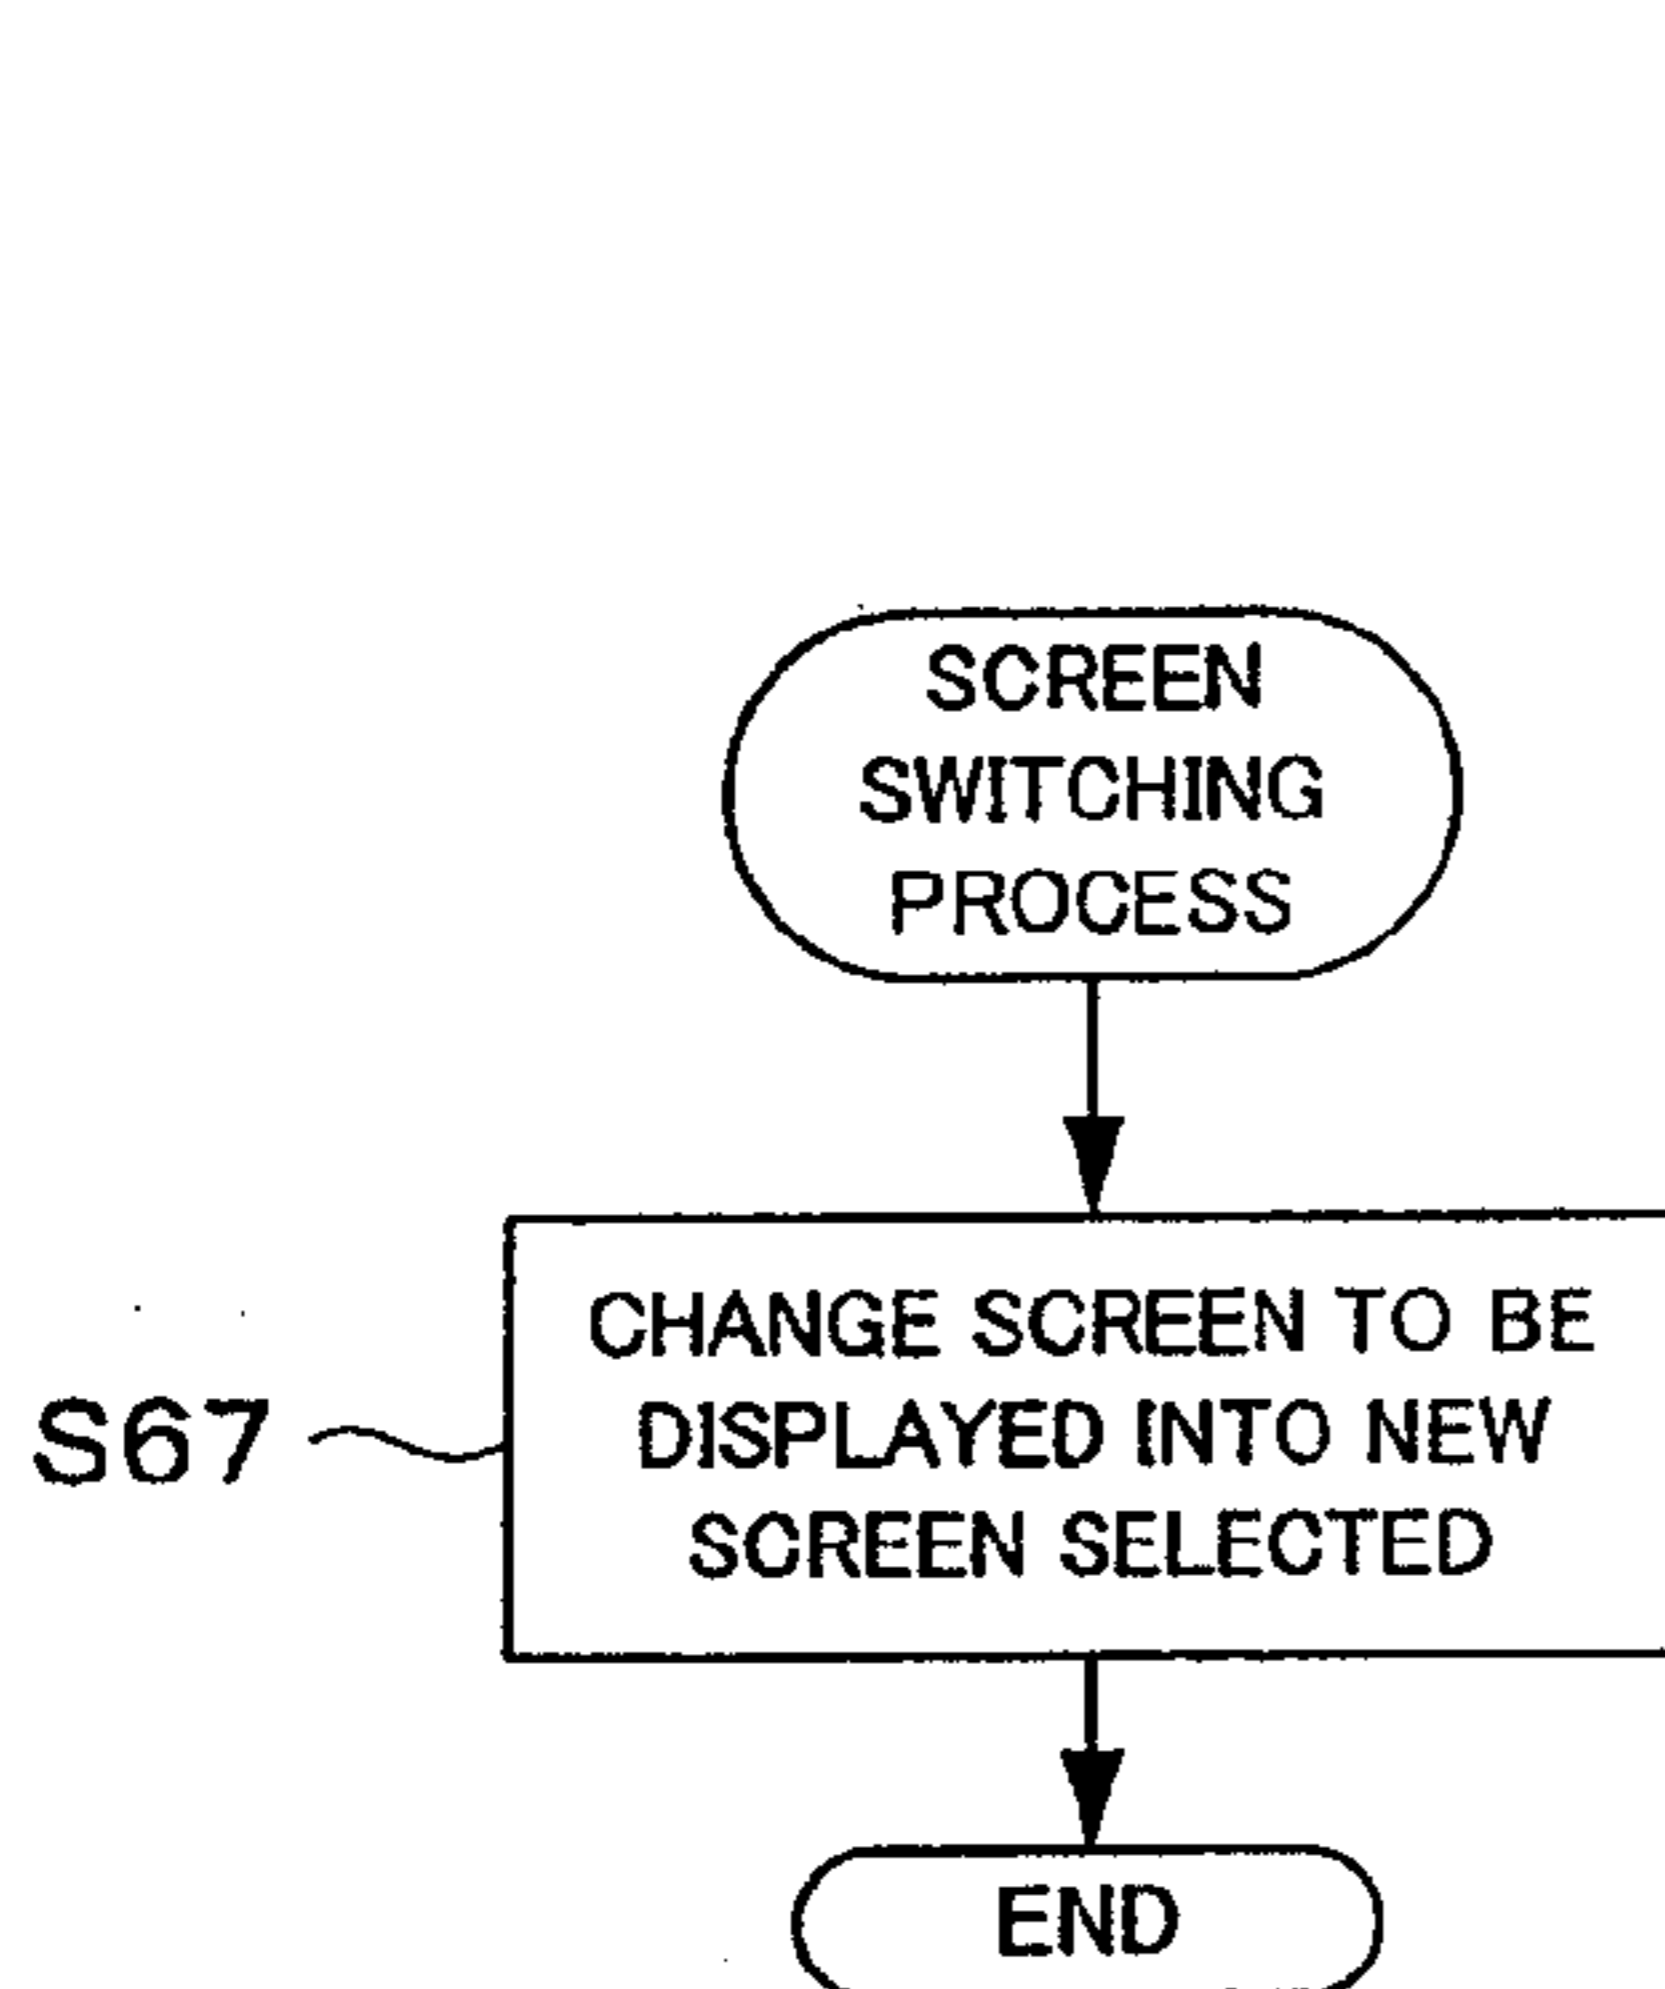 SCREEN
SWITCHING
PROCESS
CHANGE SCREEN TO BE
S67
DISPLAYED INTO NEW
SCREEN SELECTED
END